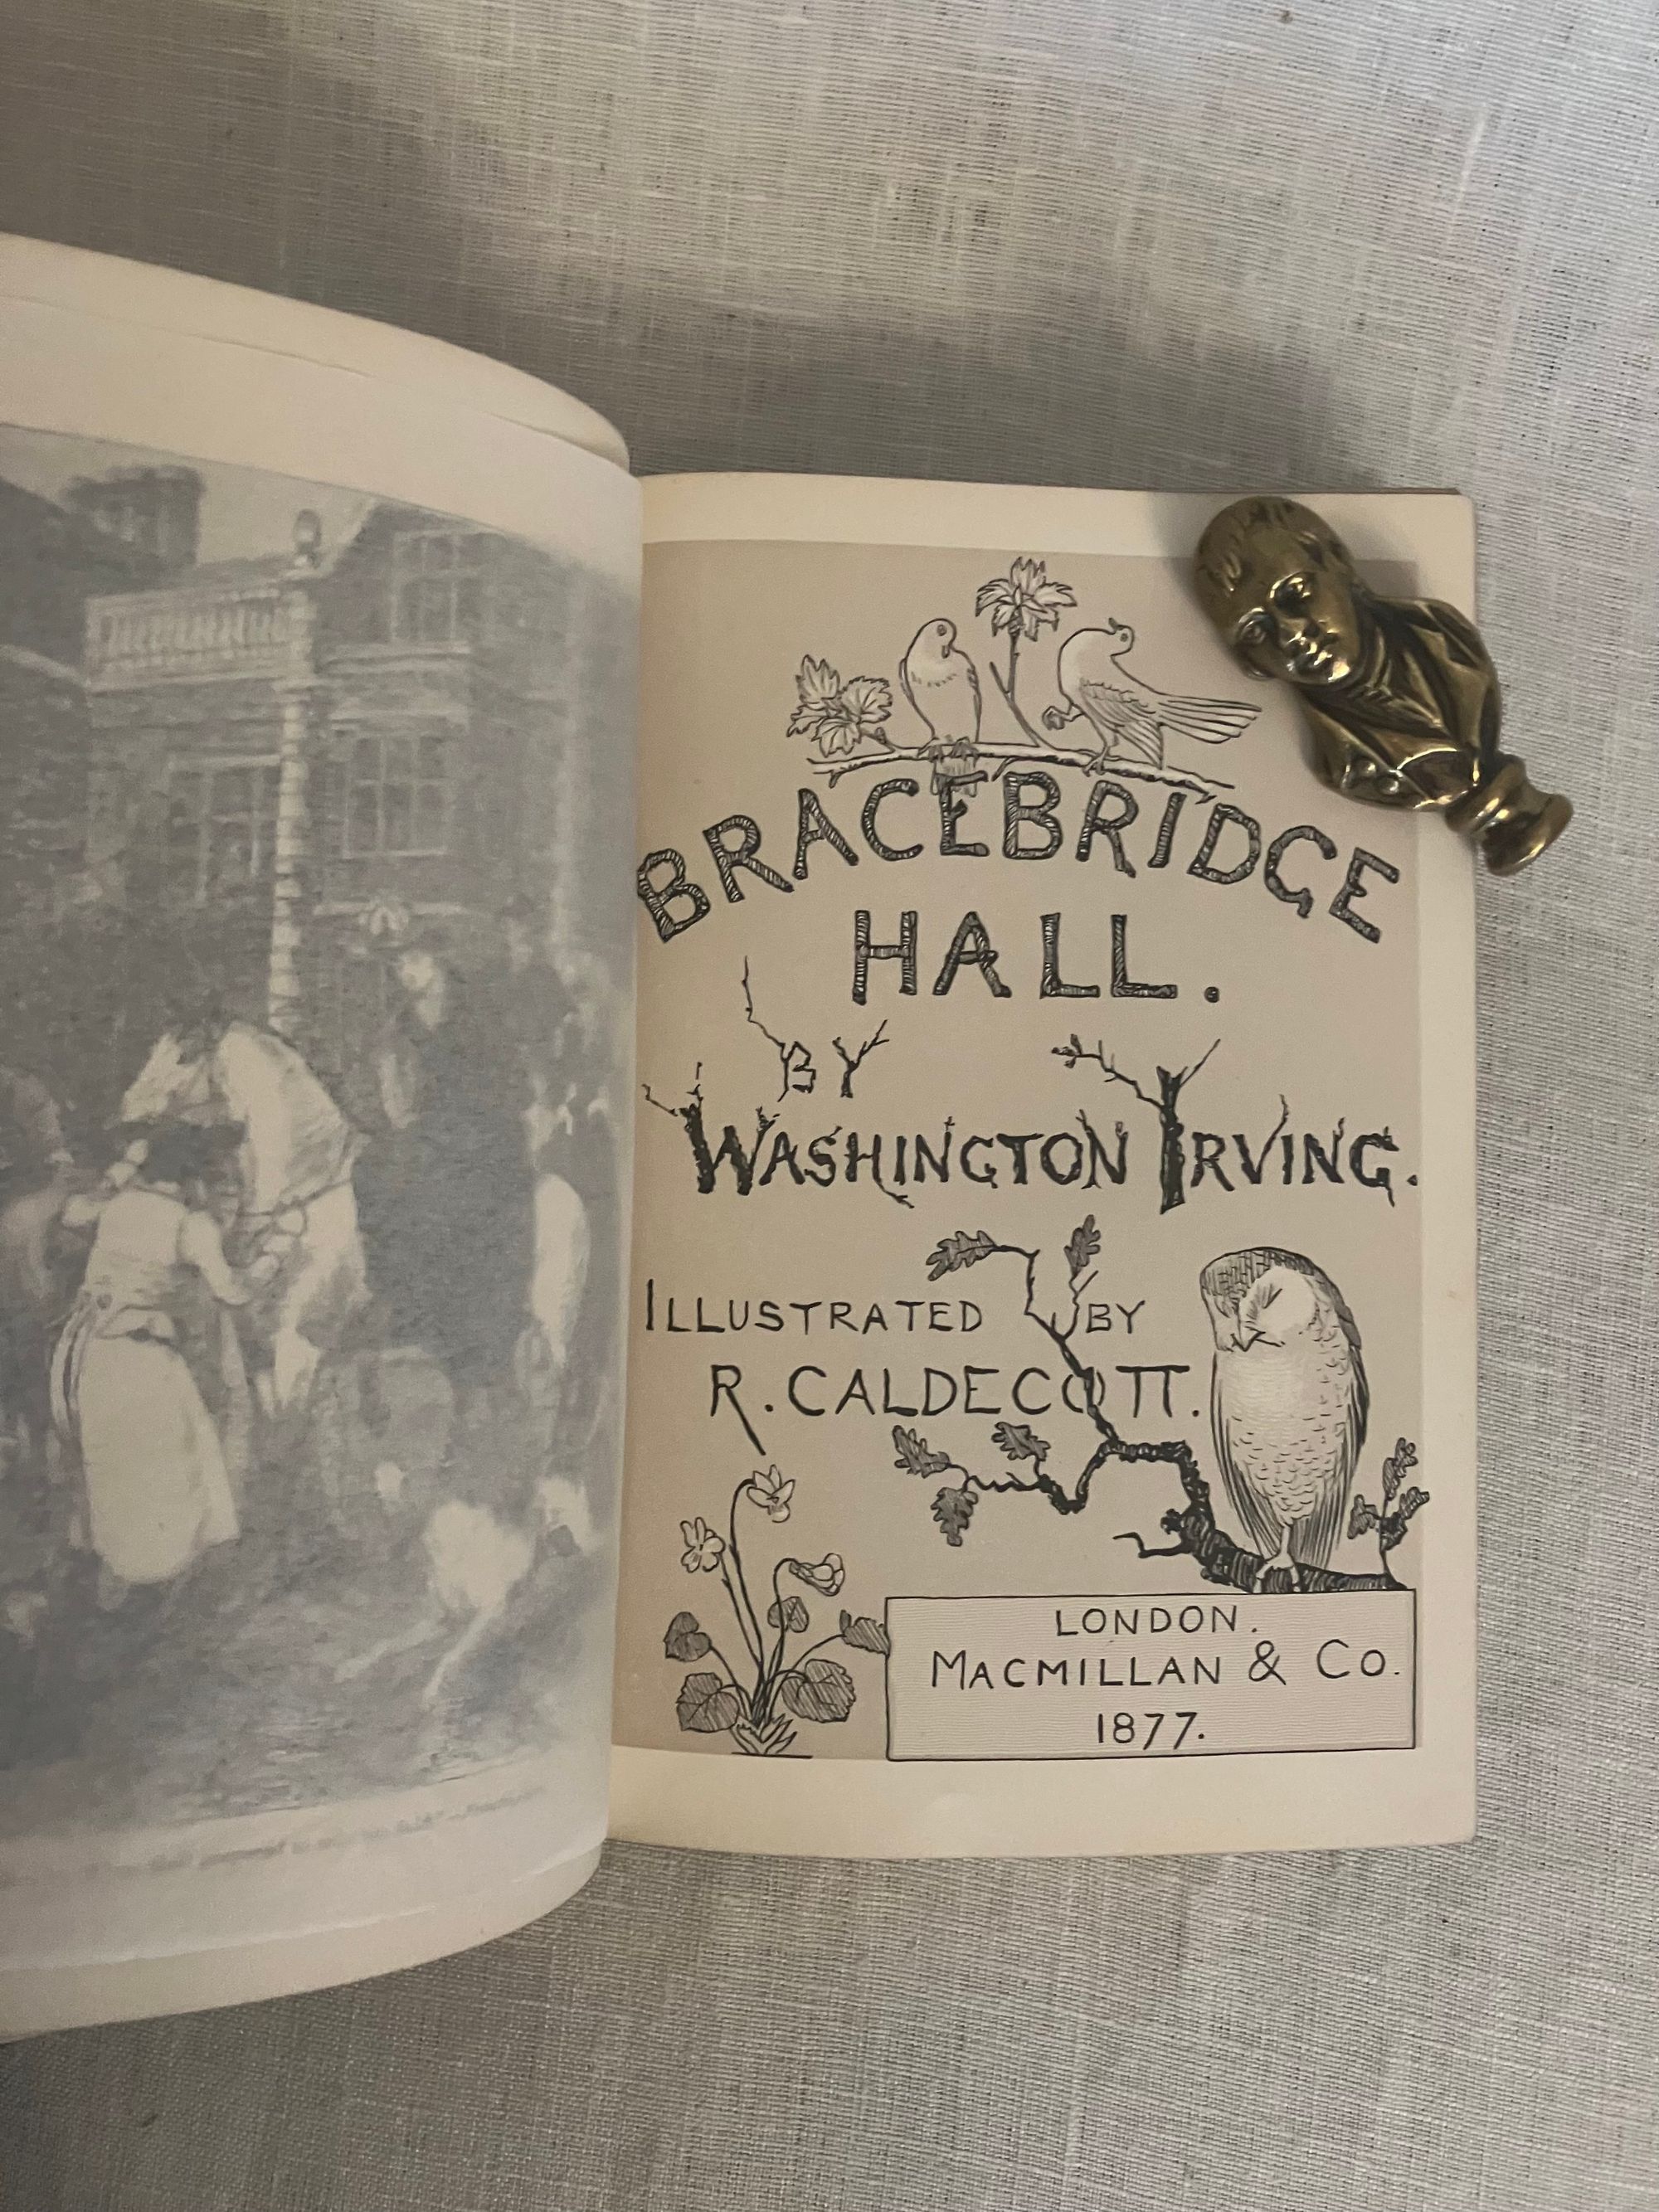 BRACEBRIDGE
HALL.
BY
WASHINGTON IRVING.
ILLUSTRATED BY
R. CALDECOTT.
LONDON.
MACMILLAN & CO.
1877.